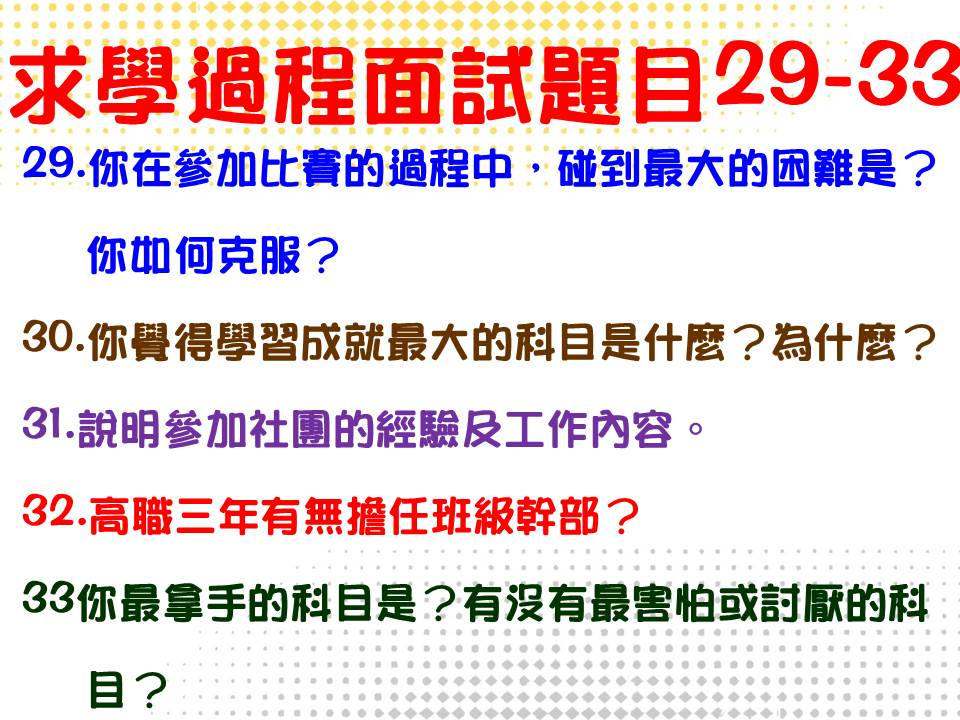 求學過程面試題目29-33
29.你在參加比賽的過程中，碰到最大的困難是？
你如何克服？
30.你覺得學習成就最大的科目是什麼？為什麼？
31.說明參加社團的經驗及工作內容。
32.高職三年有無擔任班級幹部？
33你最拿手的科目是？有沒有最害怕或討厭的科
目？